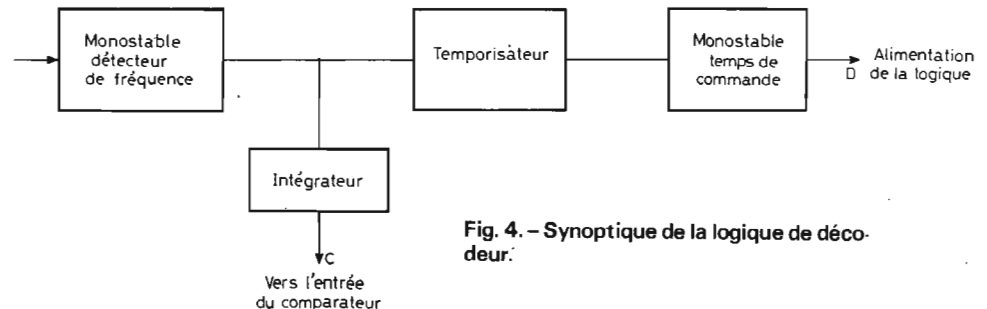 Monostable
détecteur
de fréquence
Temporisateur
Monostable
temps de
commande
D
Alimentation
de la logique
Intégrateur
C
Vers l'entrée
du comparateur
Fig. 4. – Synoptique de la logique de déco-
deur.